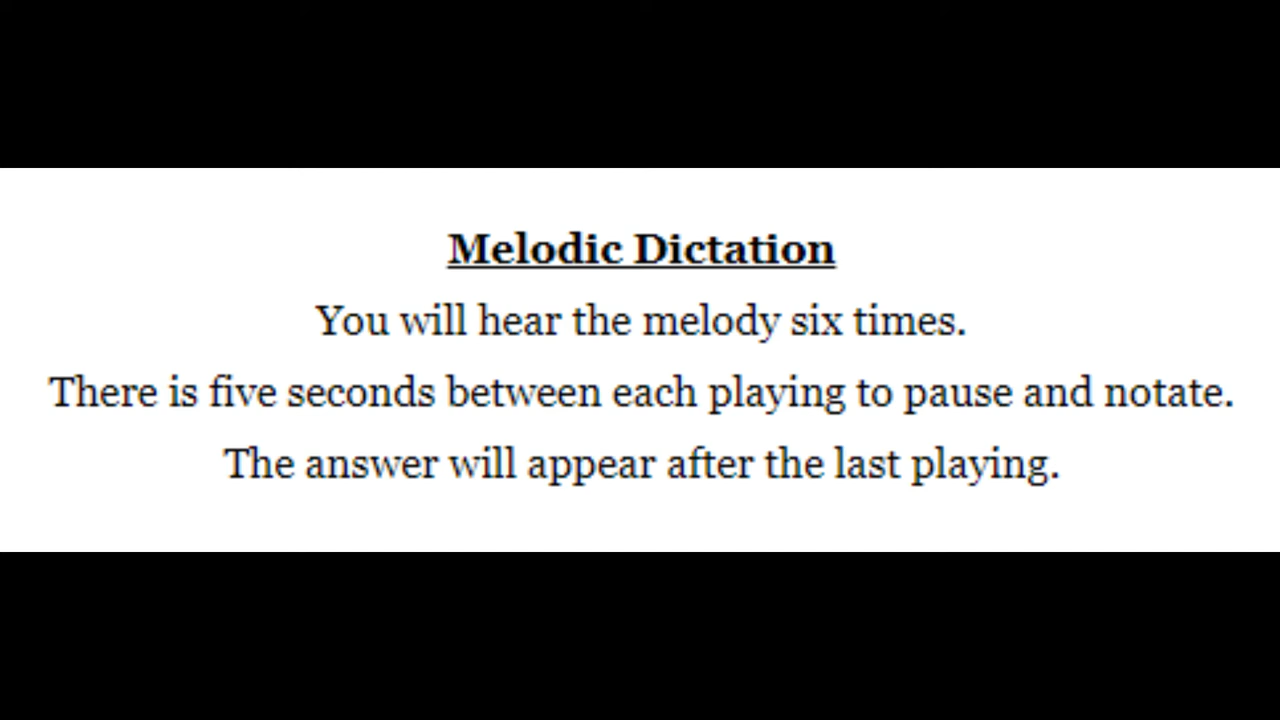 Melodic Dictation
You will hear the melody six times.
There is five seconds between each playing to pause and notate.
The answer will appear after the last playing.